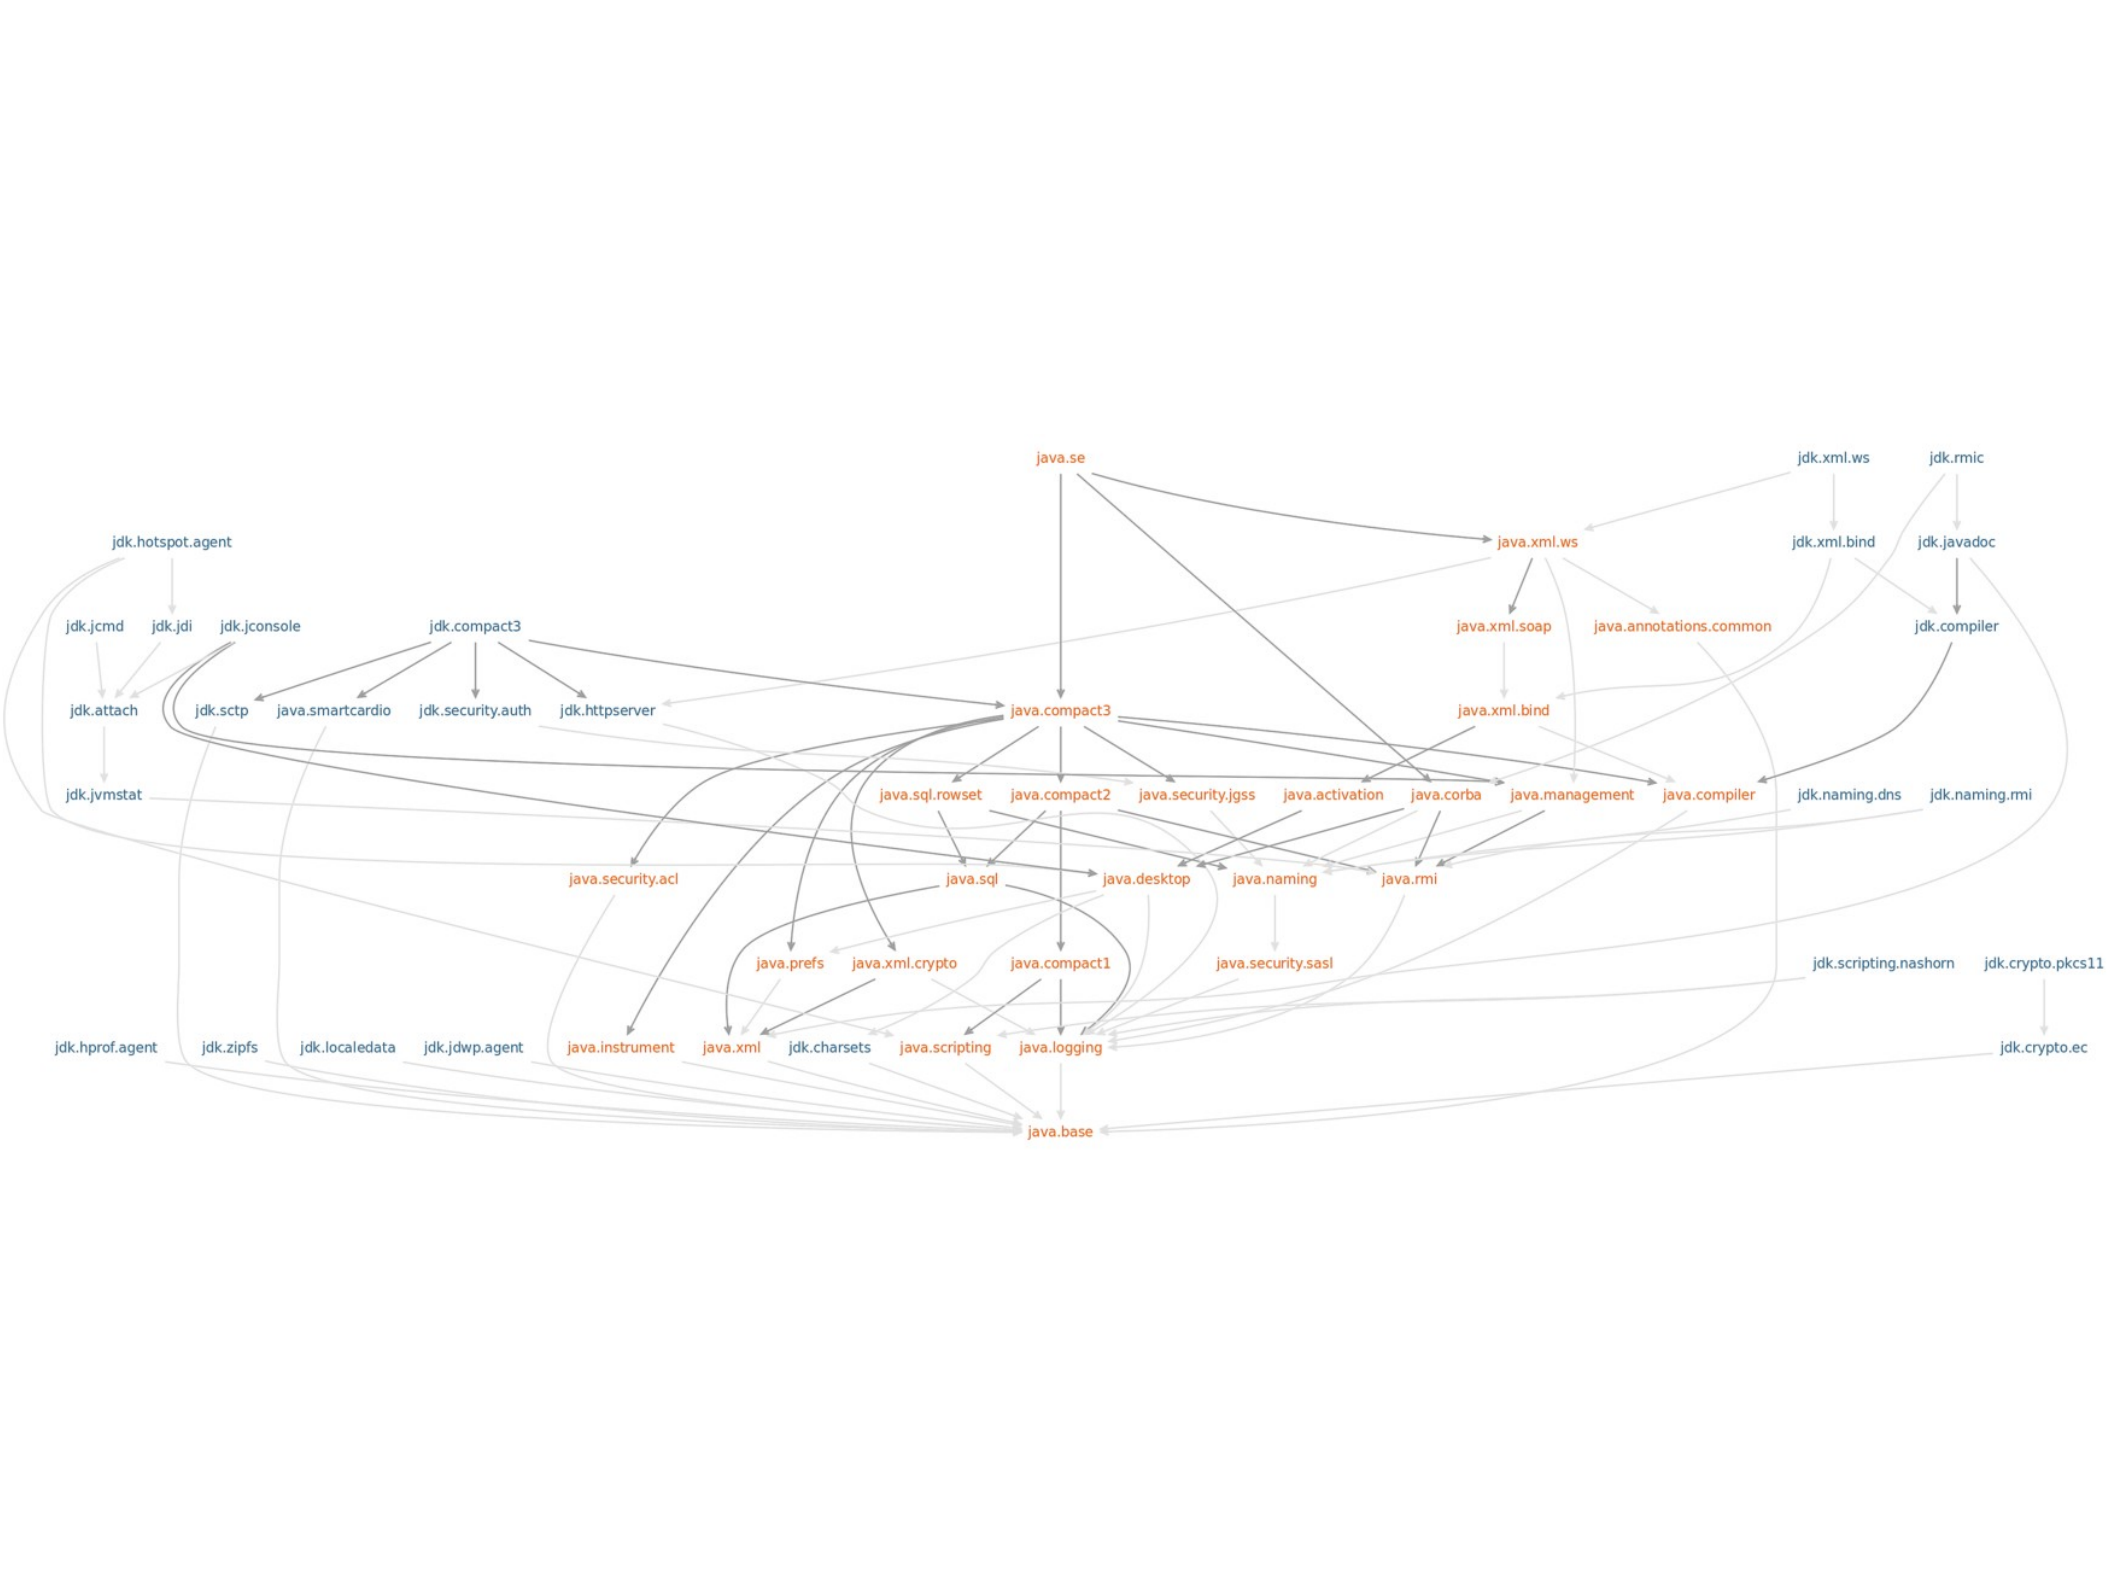 java.se
jdk.xml.ws
jdk.rmic
jdk.hotspot.agent
java.xml.ws
jdk.xml.bind
jdk.javadoc
jdk.jcmd
jdk.jdi
jdk.jconsole
jdk.compact3
java.xml.soap
java.annotations.common
jdk.compiler
jdk.attach
jdk.sctp
java.smartcardio
jdk.security.auth
jdk.httpserver
java.compact3
java.xml.bind
jdk.jvmstat
java.sql.rowset
java.compact2
java.security.jgss
java.activation
java.corba
java.management
java.compiler
jdk.naming.dns
jdk.naming.rmi
java.security.acl
java.sql
java.desktop
java.naming
java.rmi
java.prefs
java.xml.crypto
java.compact1
java.security.sasl
jdk.scripting.nashorn
jdk.crypto.pkcs11
jdk.hprof.agent
jdk.zipfs
jdk.localedata
jdk.jdwp.agent
java.instrument
java.xml
jdk.charsets
java.scripting
java.logging
jdk.crypto.ec
java.base